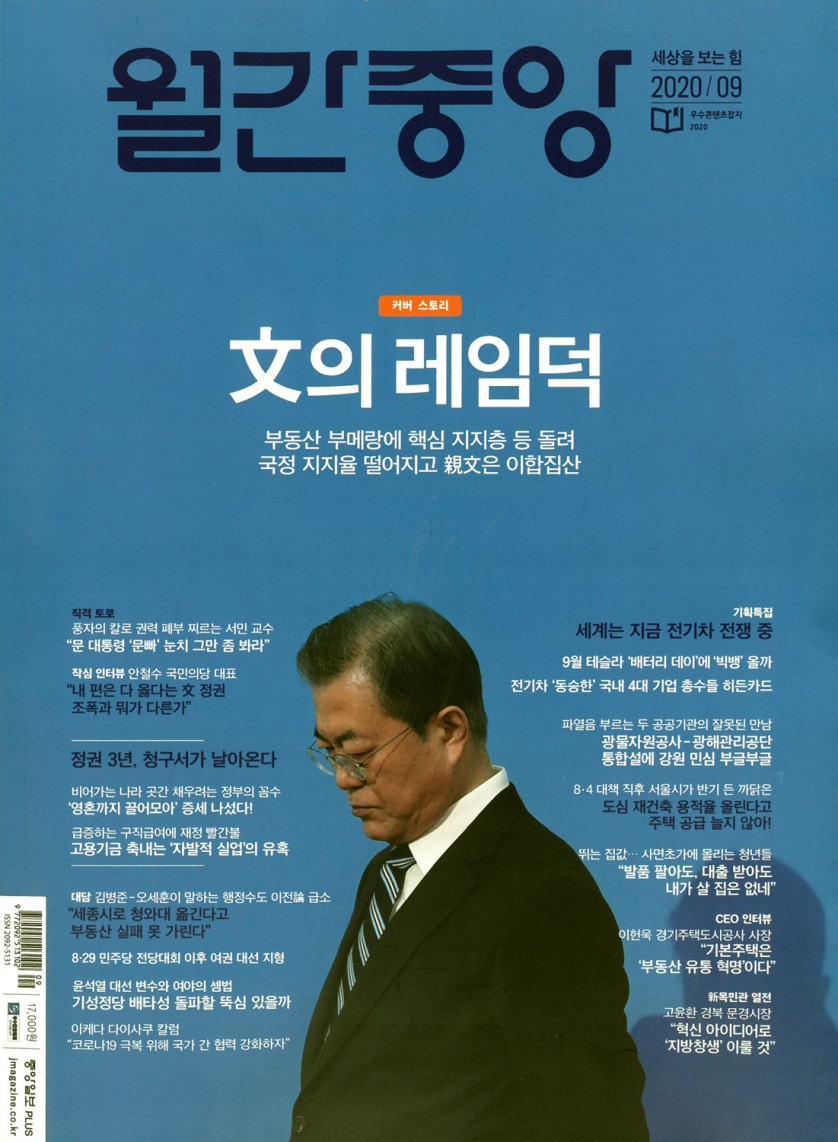 월간중앙
세상을 보는 힘
2020/09
우수콘텐츠잡지
2020
커버 스토리
文의 레임덕
부동산 부메랑에 핵심 지지층 등 돌려
국정 지지율 떨어지고 親文은 이합집산
직격 토로
풍자의 칼로 권력 폐부 찌르는 서민 교수
“문 대통령 ‘문빠’ 눈치 그만 좀 봐라”
작심 인터뷰 안철수 국민의당 대표
“내 편은 다 옳다는 文 정권
조폭과 뭐가 다른가”
정권 3년, 청구서가 날아온다
비어가는 나라 곳간 채우려는 정부의 꼼수
‘영혼까지 끌어모아’ 증세 나섰다!
급증하는 구직급여에 재정 빨간불
고용기금 축내는 ‘자발적 실업’의 유혹
대담 김병준-오세훈이 말하는 행정수도 이전論 급소
“세종시로 청와대 옮긴다고
부동산 실패 못 가린다”
8·29 민주당 전당대회 이후 여권 대선 지형
윤석열 대선 변수와 여야의 셈법
기성정당 배타성 돌파할 뚝심 있을까
이케다 다이사쿠 칼럼
“코로나19 극복 위해 국가 간 협력 강화하자”
기획특집
세계는 지금 전기차 전쟁 중
9월 테슬라 ‘배터리 데이’에 ‘빅뱅’ 올까
전기차 ‘동승한’ 국내 4대 기업 총수들 히든카드
파열음 부르는 두 공공기관의 잘못된 만남
광물자원공사-광해관리공단
통합설에 강원 민심 부글부글
8·4 대책 직후 서울시가 반기 든 까닭은
도심 재건축 용적율 올린다고
주택 공급 늘지 않아!
뛰는 집값… 사면초가에 몰리는 청년들
“발품 팔아도, 대출 받아도
내가 살 집은 없네”
CEO 인터뷰
이헌욱 경기주택도시공사 사장
“기본주택은
‘부동산 유통 혁명’이다”
新목민관 열전
고윤환 경북 문경시장
“혁신 아이디어로
‘지방창생’ 이룰 것”
9 772092 513102
09
ISSN 2092-5131
17,000원
중앙일보 PLUS
jmagazine.co.kr